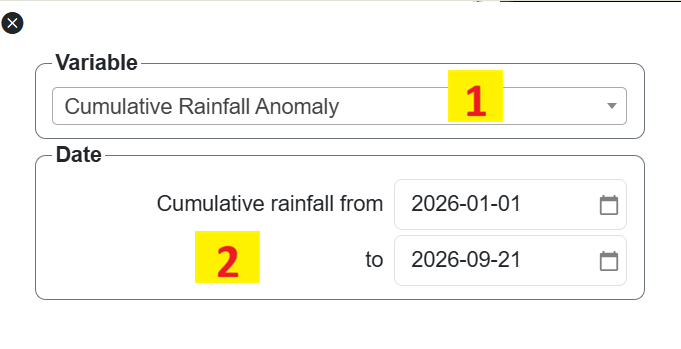 Variable
Cumulative Rainfall Anomaly
1
Date
Cumulative rainfall from 2026-01-01
2
to 2026-09-21